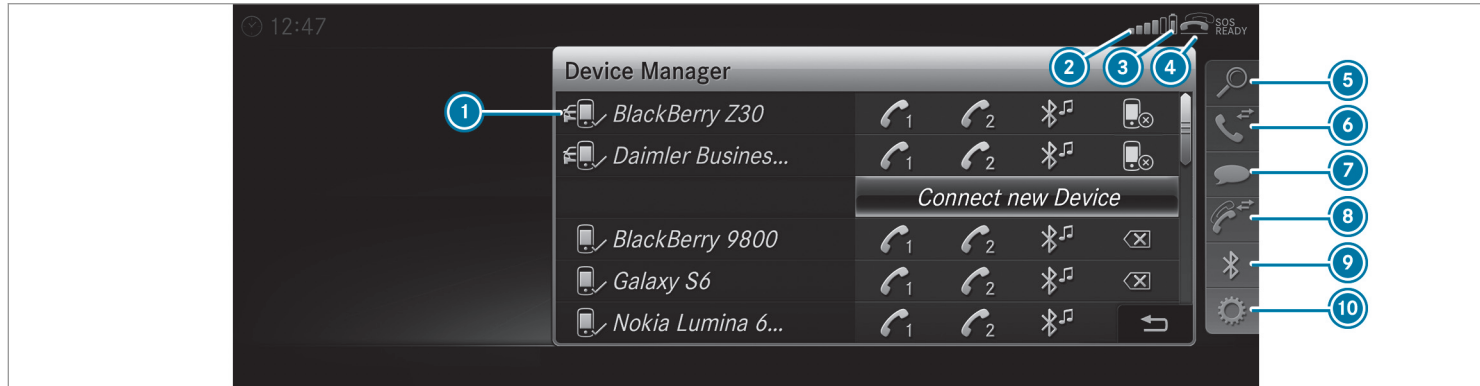 12:47
SOS
READY
2 3 4
Device Manager
5
1 BlackBerry Z30 1 2
6
Daimler Busines... 1 2
7
Connect new Device
8
BlackBerry 9800 1 2
9
Galaxy S6 1 2
10
Nokia Lumina 6... 1 2